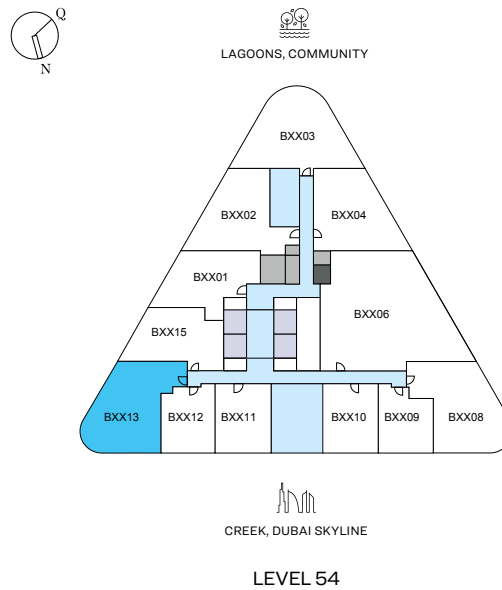 Q
N
LAGOONS, COMMUNITY
BXX03
BXX02 BXX04
BXX01
BXX06
BXX15
BXX13 BXX12 BXX11 BXX10 BXX09 BXX08
CREEK, DUBAI SKYLINE
LEVEL 54